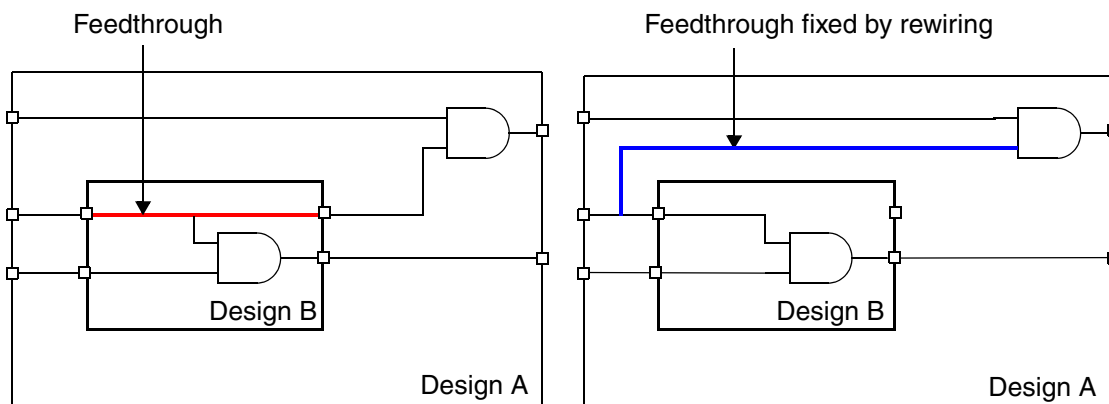 Feedthrough
Feedthrough fixed by rewiring
Design B
Design B
Design A
Design A